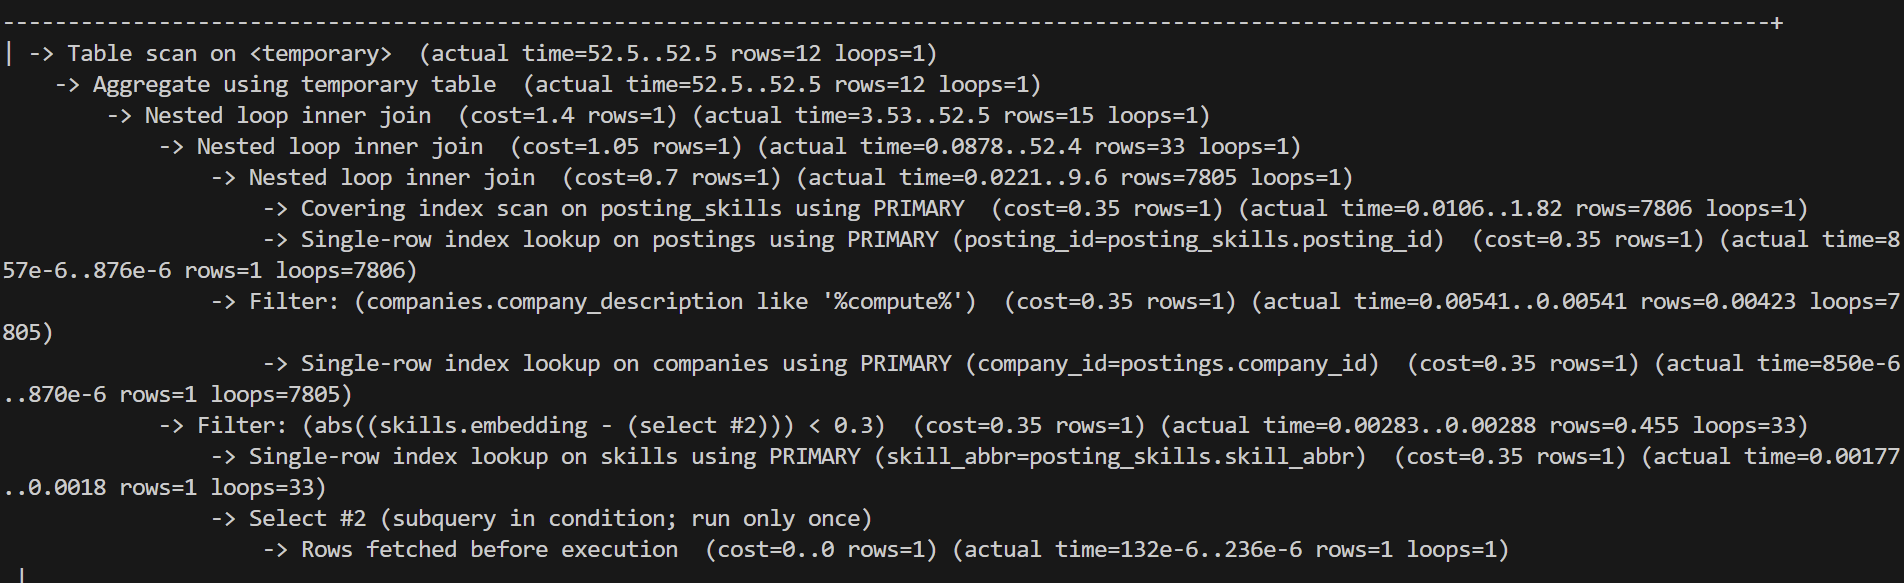 ----------------------------------------------------------------------------------------------------------------------------------------+
| -> Table scan on <temporary>  (actual time=52.5..52.5 rows=12 loops=1)
    -> Aggregate using temporary table  (actual time=52.5..52.5 rows=12 loops=1)
        -> Nested loop inner join  (cost=1.4 rows=1) (actual time=3.53..52.5 rows=15 loops=1)
            -> Nested loop inner join  (cost=1.05 rows=1) (actual time=0.0878..52.4 rows=33 loops=1)
                -> Nested loop inner join  (cost=0.7 rows=1) (actual time=0.0221..9.6 rows=7805 loops=1)
                    -> Covering index scan on posting_skills using PRIMARY  (cost=0.35 rows=1) (actual time=0.0106..1.82 rows=7806 loops=1)
                    -> Single-row index lookup on postings using PRIMARY (posting_id=posting_skills.posting_id)  (cost=0.35 rows=1) (actual time=8
57e-6..876e-6 rows=1 loops=7806)
                -> Filter: (companies.company_description like '%compute%')  (cost=0.35 rows=1) (actual time=0.00541..0.00541 rows=0.00423 loops=7
805)
                    -> Single-row index lookup on companies using PRIMARY (company_id=postings.company_id)  (cost=0.35 rows=1) (actual time=850e-6
..870e-6 rows=1 loops=7805)
            -> Filter: (abs((skills.embedding - (select #2))) < 0.3)  (cost=0.35 rows=1) (actual time=0.00283..0.00288 rows=0.455 loops=33)
                -> Single-row index lookup on skills using PRIMARY (skill_abbr=posting_skills.skill_abbr)  (cost=0.35 rows=1) (actual time=0.00177
..0.0018 rows=1 loops=33)
                -> Select #2 (subquery in condition; run only once)
                    -> Rows fetched before execution  (cost=0..0 rows=1) (actual time=132e-6..236e-6 rows=1 loops=1)
 |